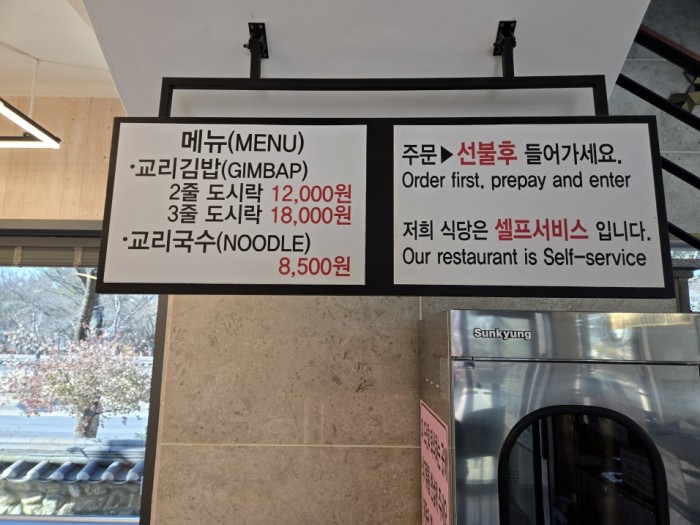 메뉴(MENU)
·교리김밥(GIMBAP)
2줄 도시락 12,000원
3줄 도시락 18,000원
·교리국수(NOODLE)
8,500원
주문▶선불후 들어가세요.
Order first, prepay and enter
저희 식당은 셀프서비스 입니다.
Our restaurant is Self-service
Sunkyung